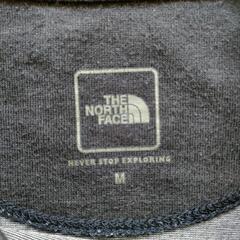 THE
NORTH
FACE
NEVER STOP EXPLORING
M